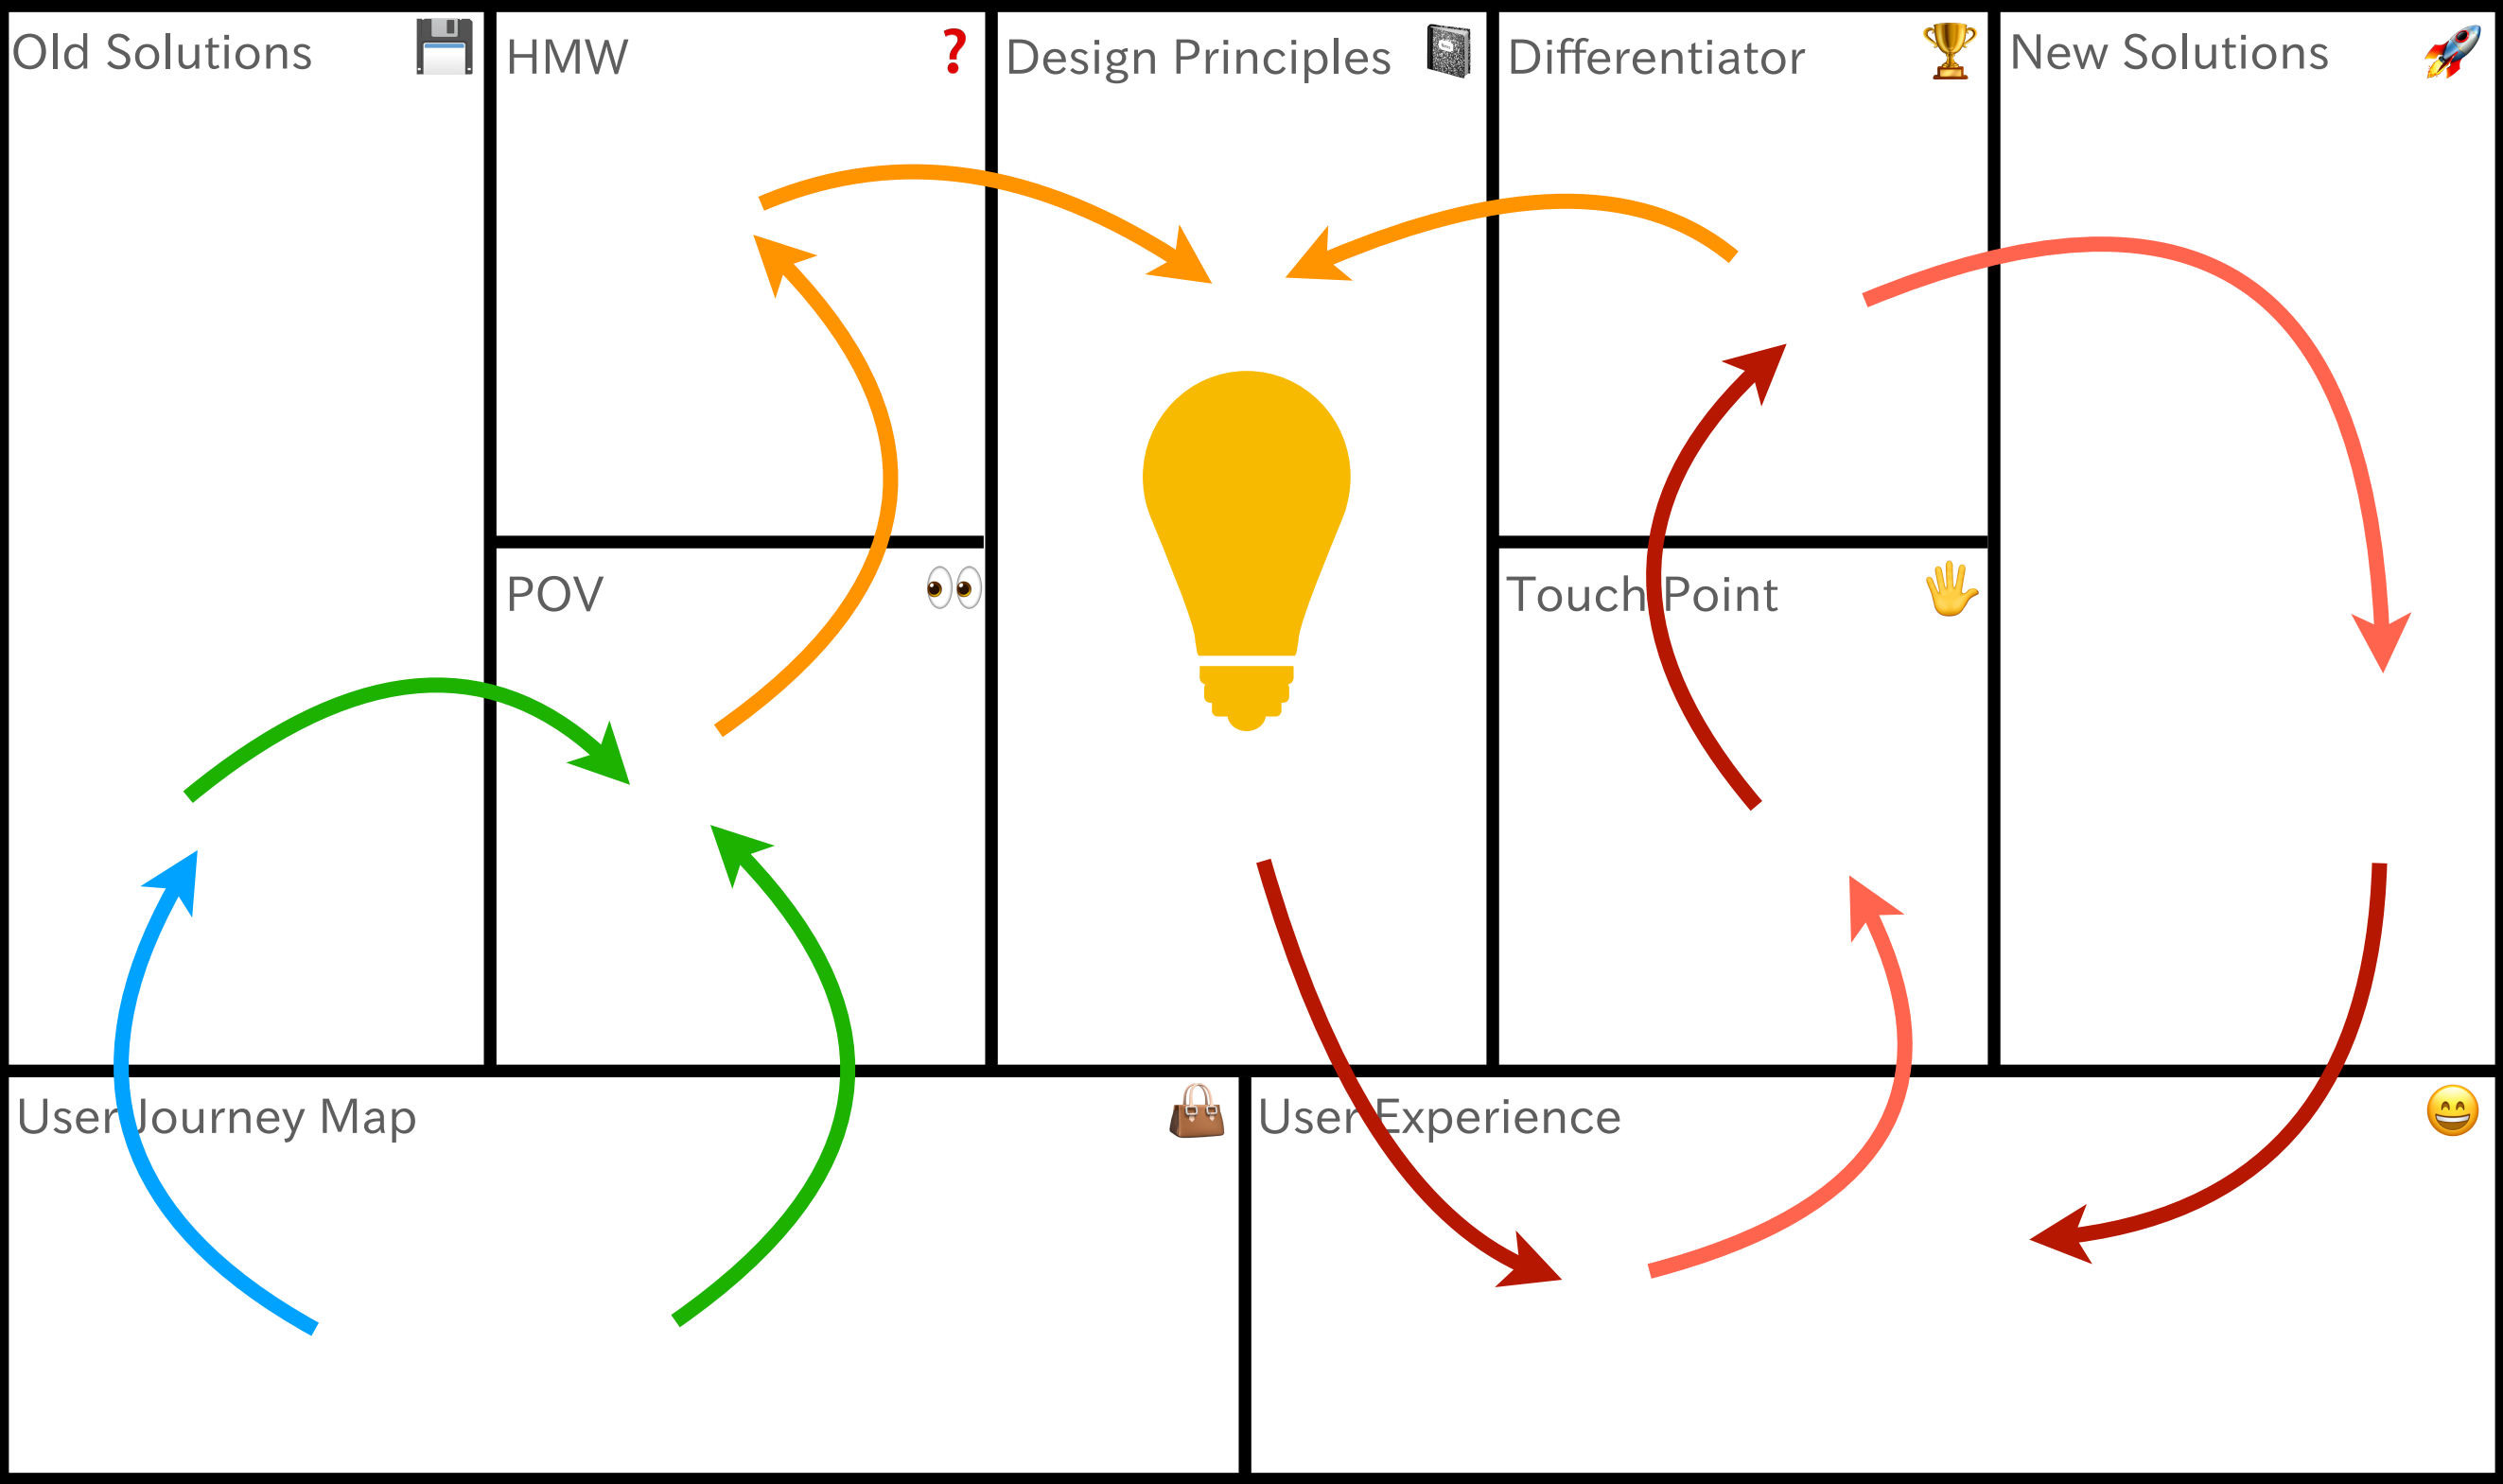 Old Solutions
HMW
Design Principles
Differentiator
New Solutions
POV
Touch Point
User Journey Map
User Experience